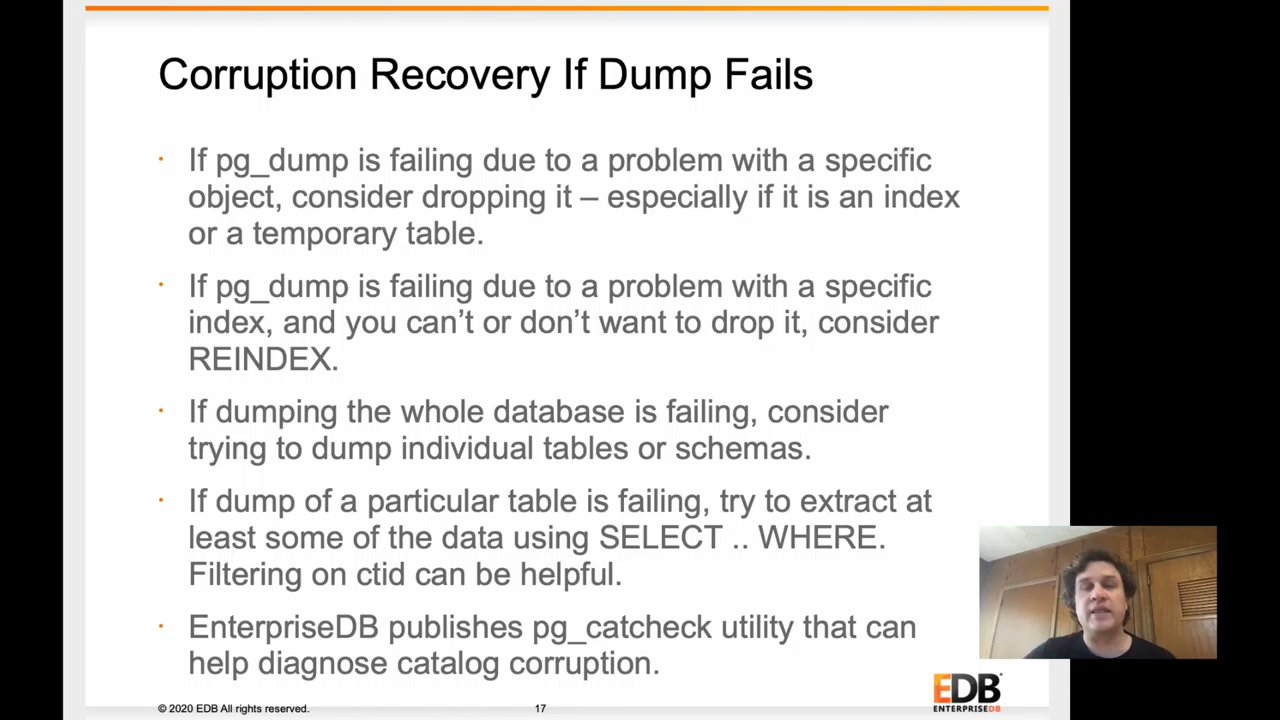 Corruption Recovery If Dump Fails
· If pg_dump is failing due to a problem with a specific
object, consider dropping it – especially if it is an index
or a temporary table.
· If pg_dump is failing due to a problem with a specific
index, and you can’t or don’t want to drop it, consider
REINDEX.
· If dumping the whole database is failing, consider
trying to dump individual tables or schemas.
· If dump of a particular table is failing, try to extract at
least some of the data using SELECT .. WHERE.
Filtering on ctid can be helpful.
· EnterpriseDB publishes pg_catcheck utility that can
help diagnose catalog corruption.
EDB
ENTERPRISEDB
© 2020 EDB All rights reserved.
17